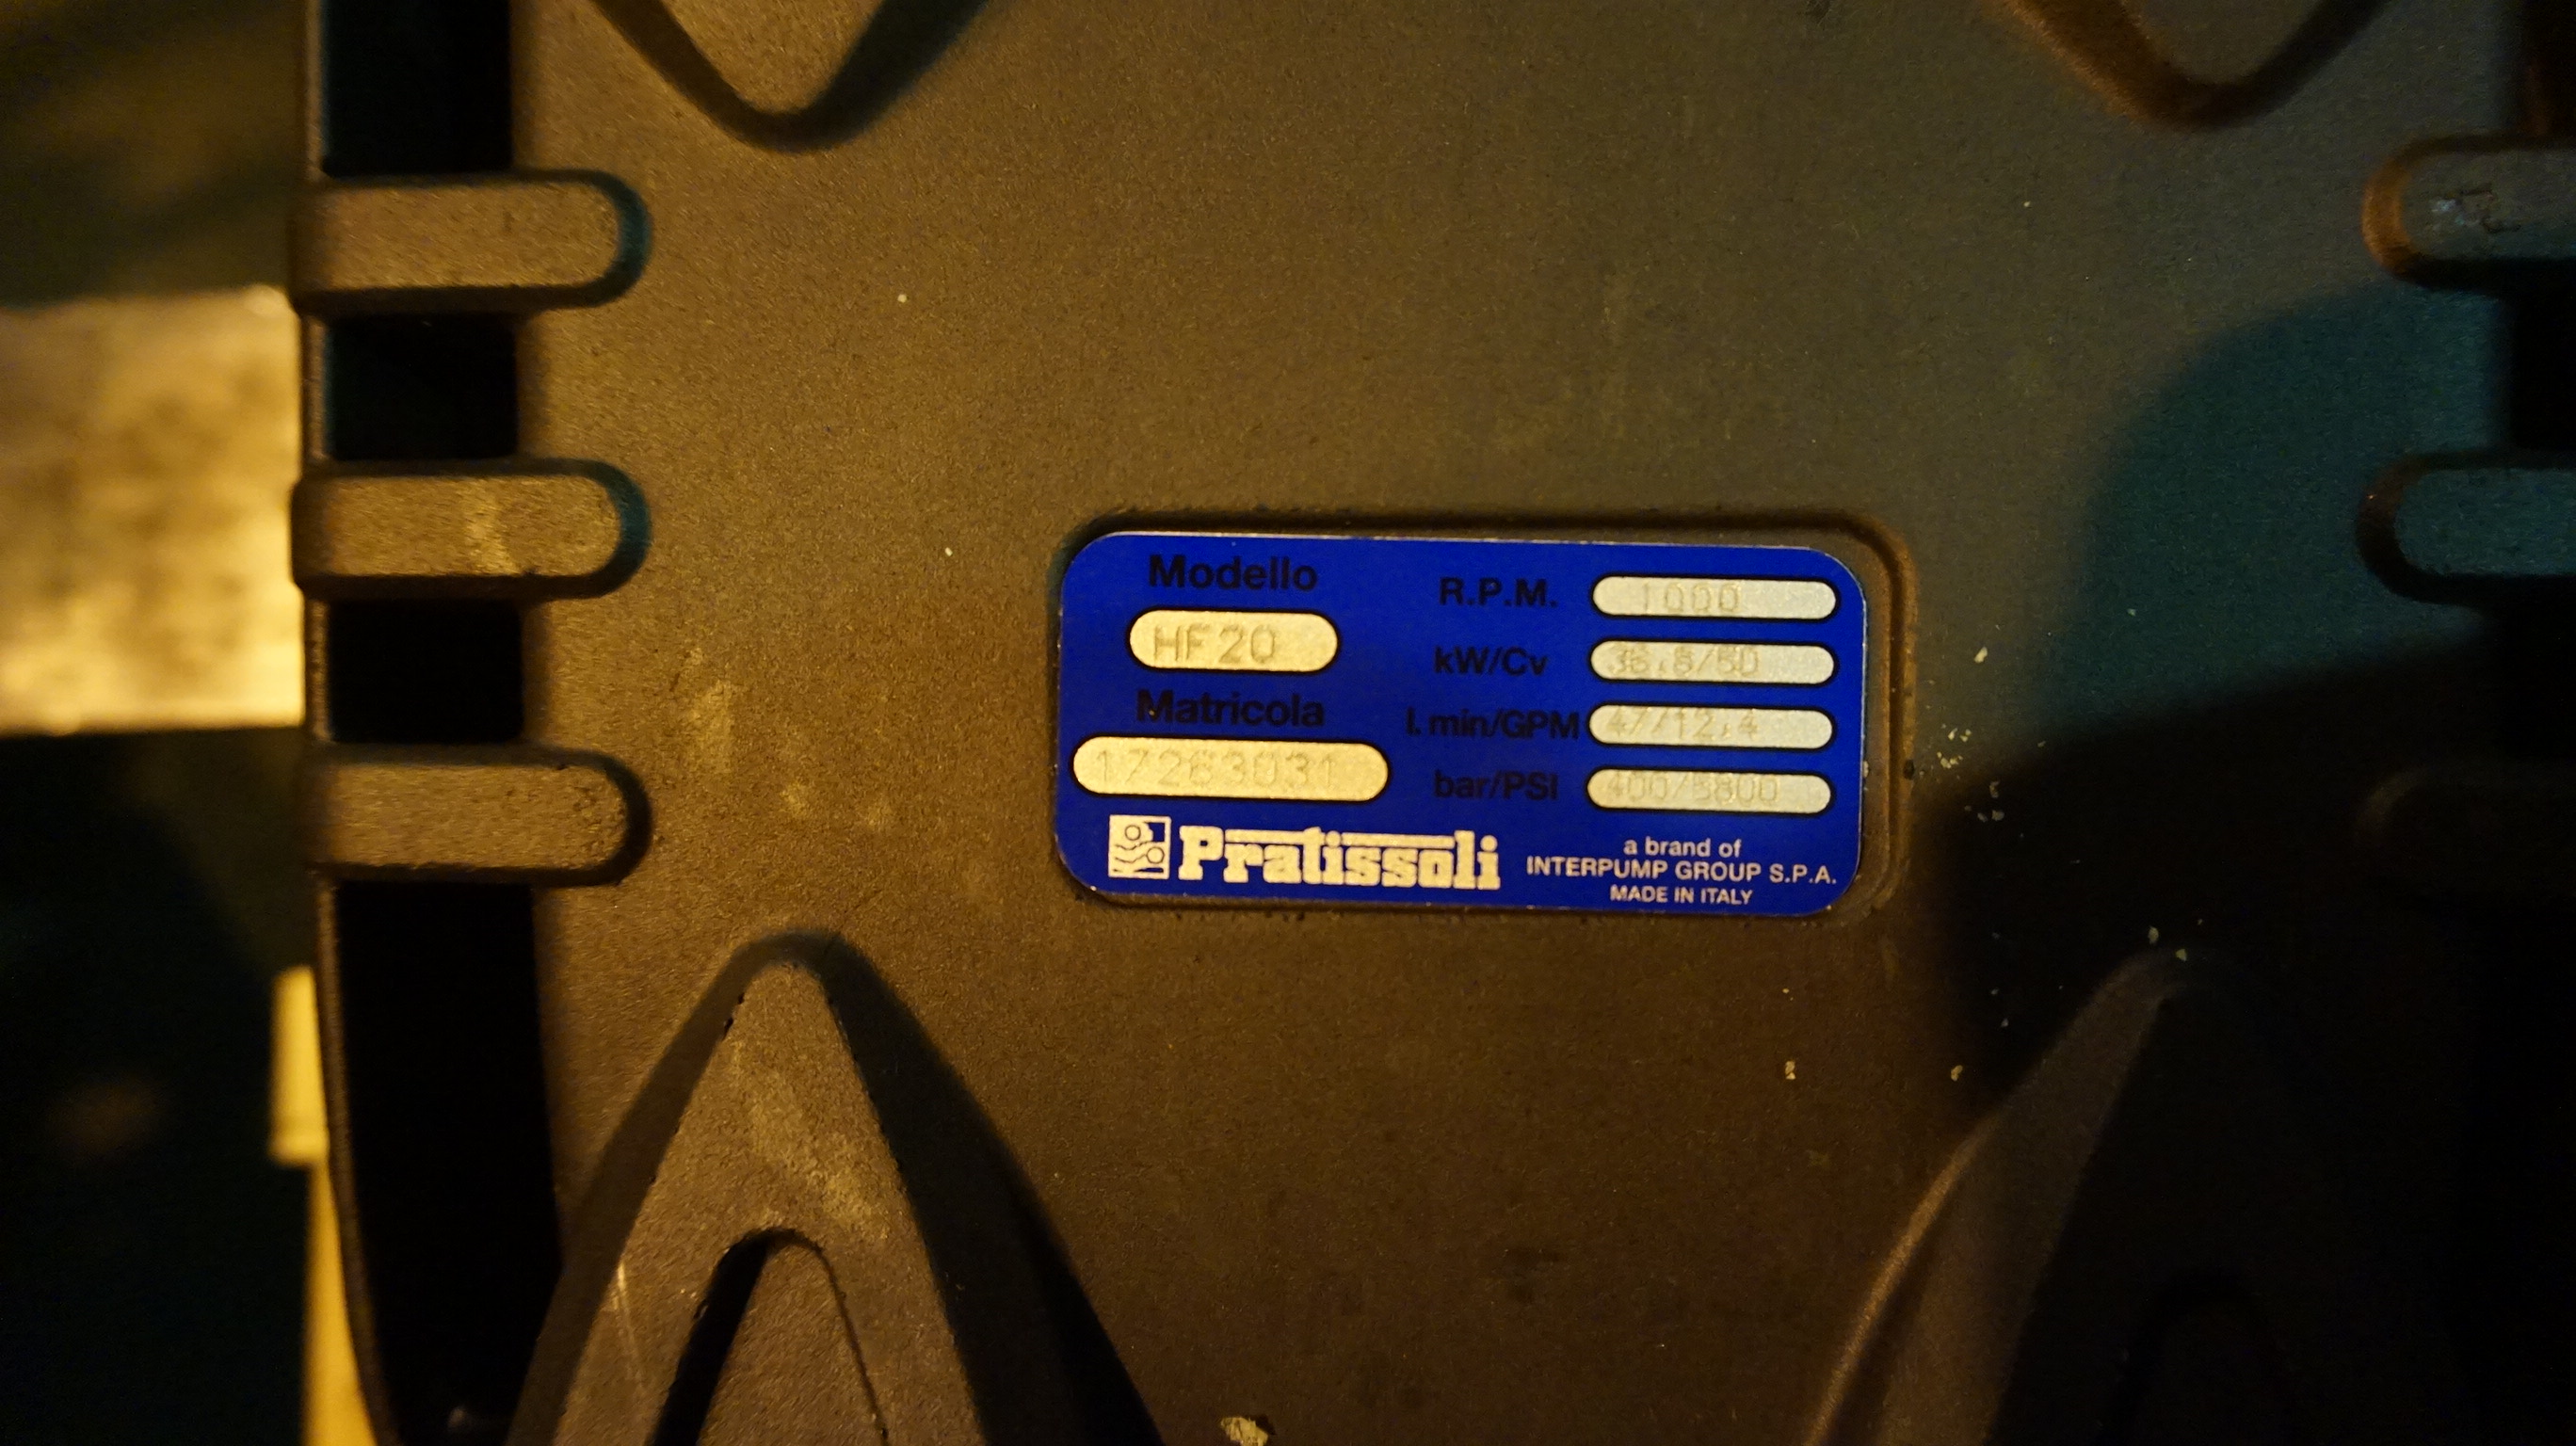 Modello
HF20
Matricola
17263031
R.P.M. 1000
kW/Cv 36.8/50
l. min/GPM 47/12,4
bar/PSI 400/5800
Pratissoli
a brand of
INTERPUMP GROUP S.P.A.
MADE IN ITALY